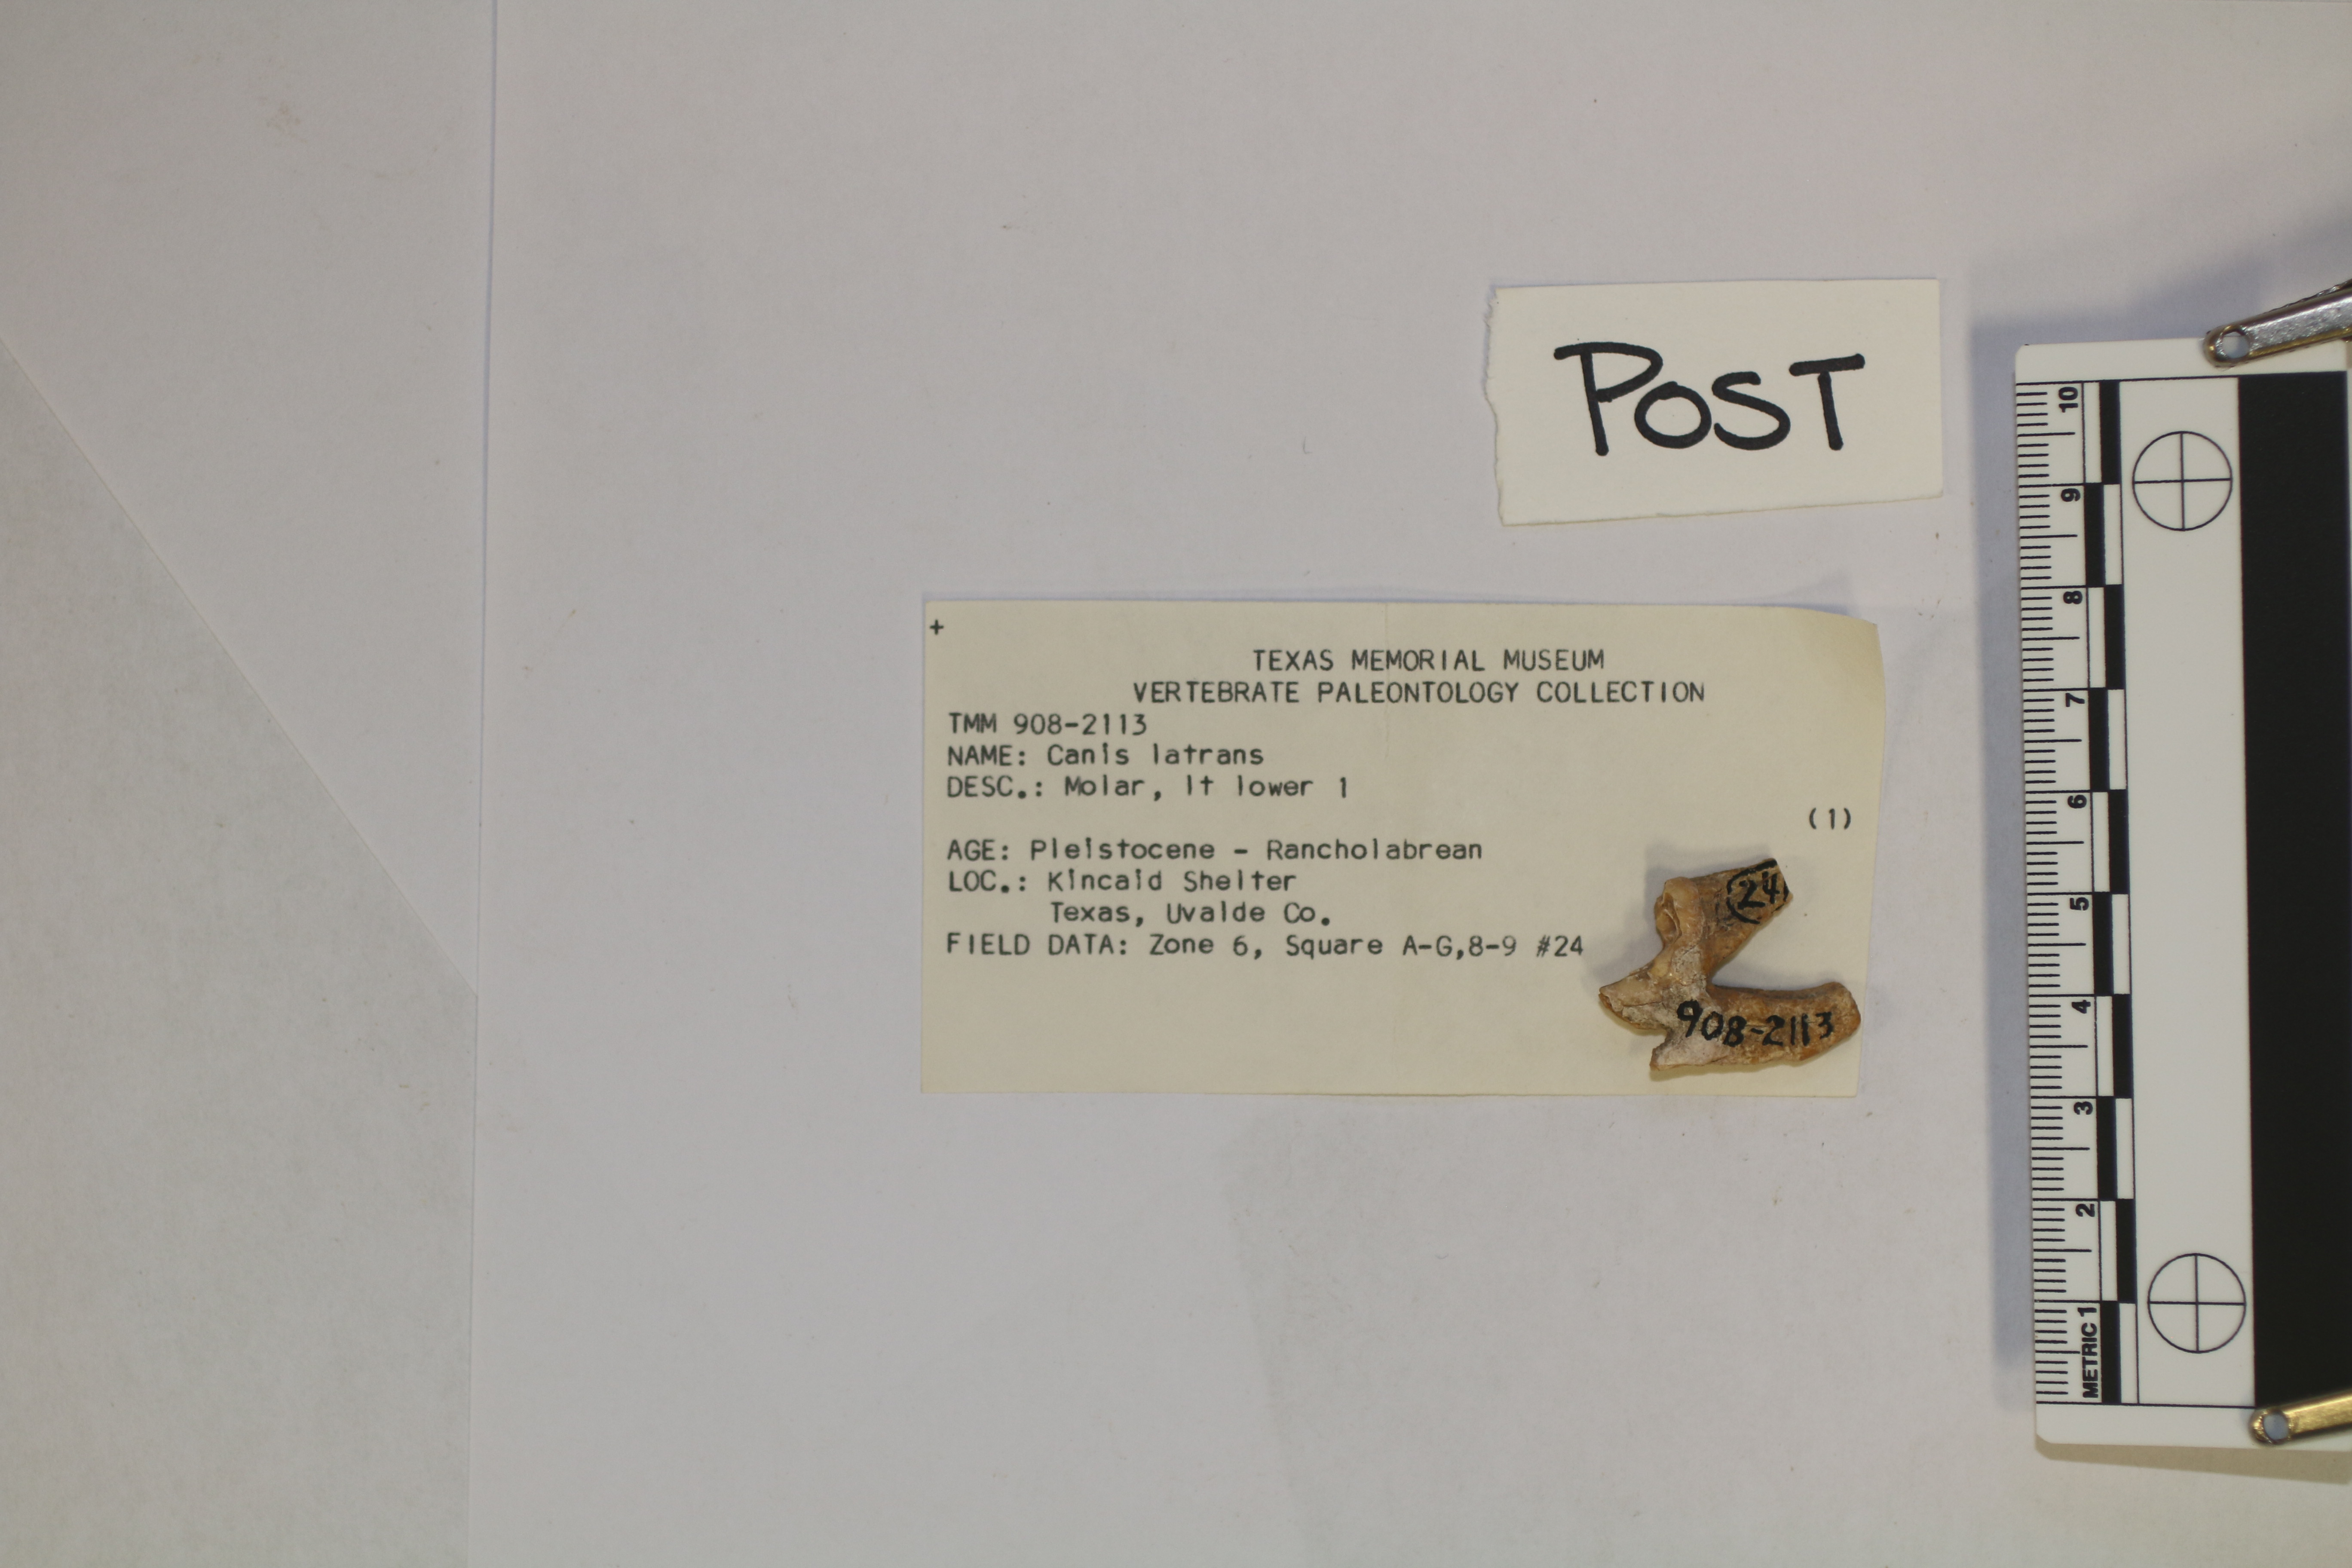 +
TEXAS MEMORIAL MUSEUM
VERTEBRATE PALEONTOLOGY COLLECTION
TMM 908-2113
NAME: Canis latrans
DESC.: Molar, lt lower 1
(1)
AGE: Pleistocene - Rancholabrean
LOC.: Kincaid Shelter
Texas, Uvalde Co.
FIELD DATA: Zone 6, Square A-G,8-9 #24
24
908-2113
POST
METRIC 1 2 3 4 5 6 7 8 9 10